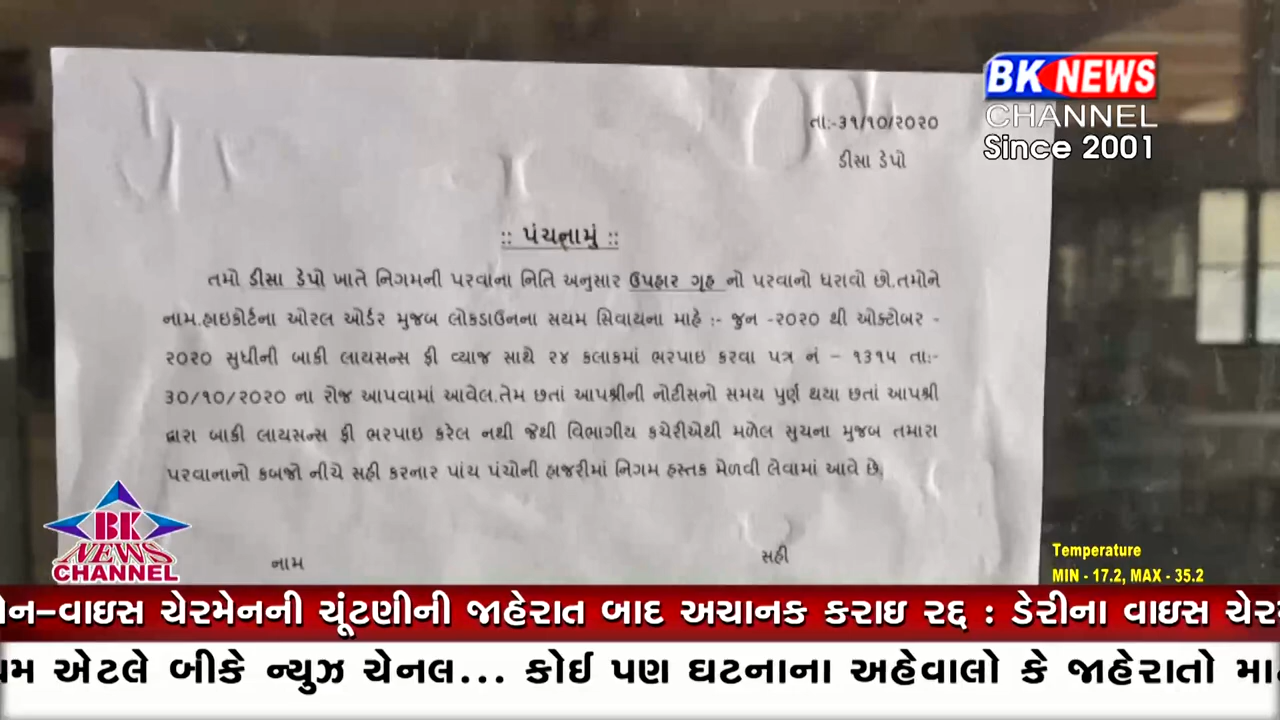 BK NEWS
CHANNEL
Since 2001
તા:-૩૧/૧૦/૨૦૨૦
ડીસા ડેપો
:: પંચનામું ::
તમો ડીસા ડેપો ખાતે નિગમની પરવાના નિતિ અનુસાર ઉપહાર ગૃહ નો પરવાનો ધરાવો છો.તમોને
નામ.હાઇકોર્ટના ઓરલ ઓર્ડર મુજબ લોકડાઉનના સયમ સિવાયના માહે :- જુન -૨૦૨૦ થી ઓક્ટોબર -
૨૦૨૦ સુધીની બાકી લાયસન્સ ફી વ્યાજ સાથે ૨૪ કલાકમાં ભરપાઇ કરવા પત્ર નં - ૧૩૧૫ તા:-
૩૦/૧૦/૨૦૨૦ ના રોજ આપવામાં આવેલ.તેમ છતાં આપશ્રીની નોટીસનો સમય પુર્ણ થયા છતાં આપશ્રી
દ્વારા બાકી લાયસન્સ ફી ભરપાઇ કરેલ નથી જેથી વિભાગીય કચેરીએથી મળેલ સુચના મુજબ તમારા
પરવાનાનો કબજો નીચે સહી કરનાર પાંચ પંચોની હાજરીમાં નિગમ હસ્તક મેળવી લેવામાં આવે છે.
નામ સહી
BK
NEWS
CHANNEL
Temperature
MIN - 17.2, MAX - 35.2
મેન-વાઇસ ચેરમેનની ચૂંટણીની જાહેરાત બાદ અચાનક કરાઇ રદ્દ : ડેરીના વાઇસ ચેર
એટલે બીકે ન્યુઝ ચેનલ... કોઈ પણ ઘટનાના અહેવાલો કે જાહેરાતો